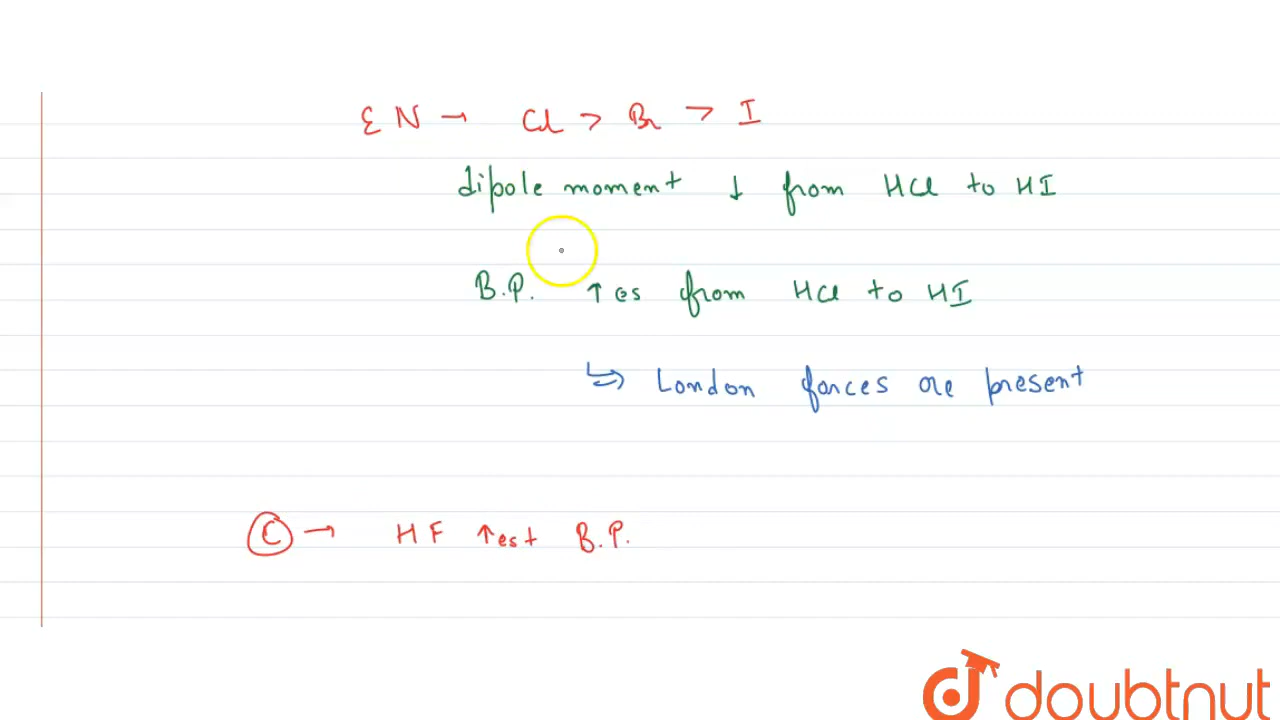 EN → Cl > Br > I
dipole moment ↓ from HCl to HI
B.P. ↑es from HCl to HI
↳ London forces are present
C → HF ↑est B.P.
doubtnut